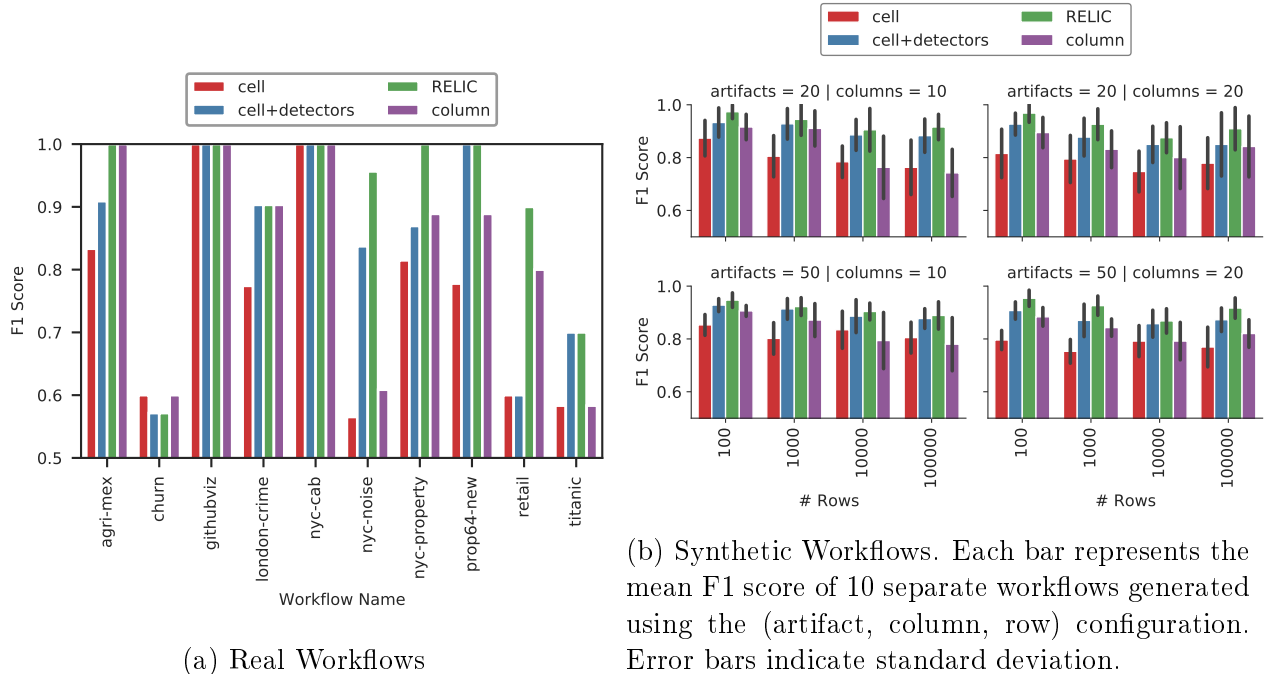 cell
cell+detectors
RELIC
column
F1 Score
1.0
0.9
0.8
0.7
0.6
0.5
agri-mex
churn
githubviz
london-crime
nyc-cab
nyc-noise
nyc-property
prop64-new
retail
titanic
Workflow Name
(a) Real Workflows
cell
cell+detectors
RELIC
column
artifacts = 20 | columns = 10
artifacts = 20 | columns = 20
F1 Score
1.0
0.8
0.6
artifacts = 50 | columns = 10
artifacts = 50 | columns = 20
F1 Score
1.0
0.8
0.6
100
1000
10000
100000
100
1000
10000
100000
# Rows
# Rows
(b) Synthetic Workflows. Each bar represents the
mean F1 score of 10 separate workflows generated
using the (artifact, column, row) configuration.
Error bars indicate standard deviation.